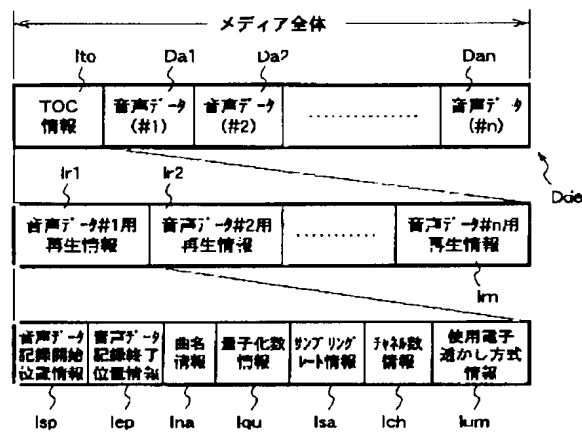 メディア全体
Ito Da1 Da2 Dan
TOC情報
音声データ(#1)
音声データ(#2)
..............
音声データ(#n)
Dcie
Ir1 Ir2
音声データ#1用再生情報
音声データ#2用再生情報
.........
音声データ#n用再生情報
Irn
音声データ記録開始位置情報
音声データ記録終了位置情報
曲名情報
量子化数情報
サンプリングレート情報
チャネル数情報
使用電子透かし方式情報
Isp Iep Ina Iqu Isa Ich Ium